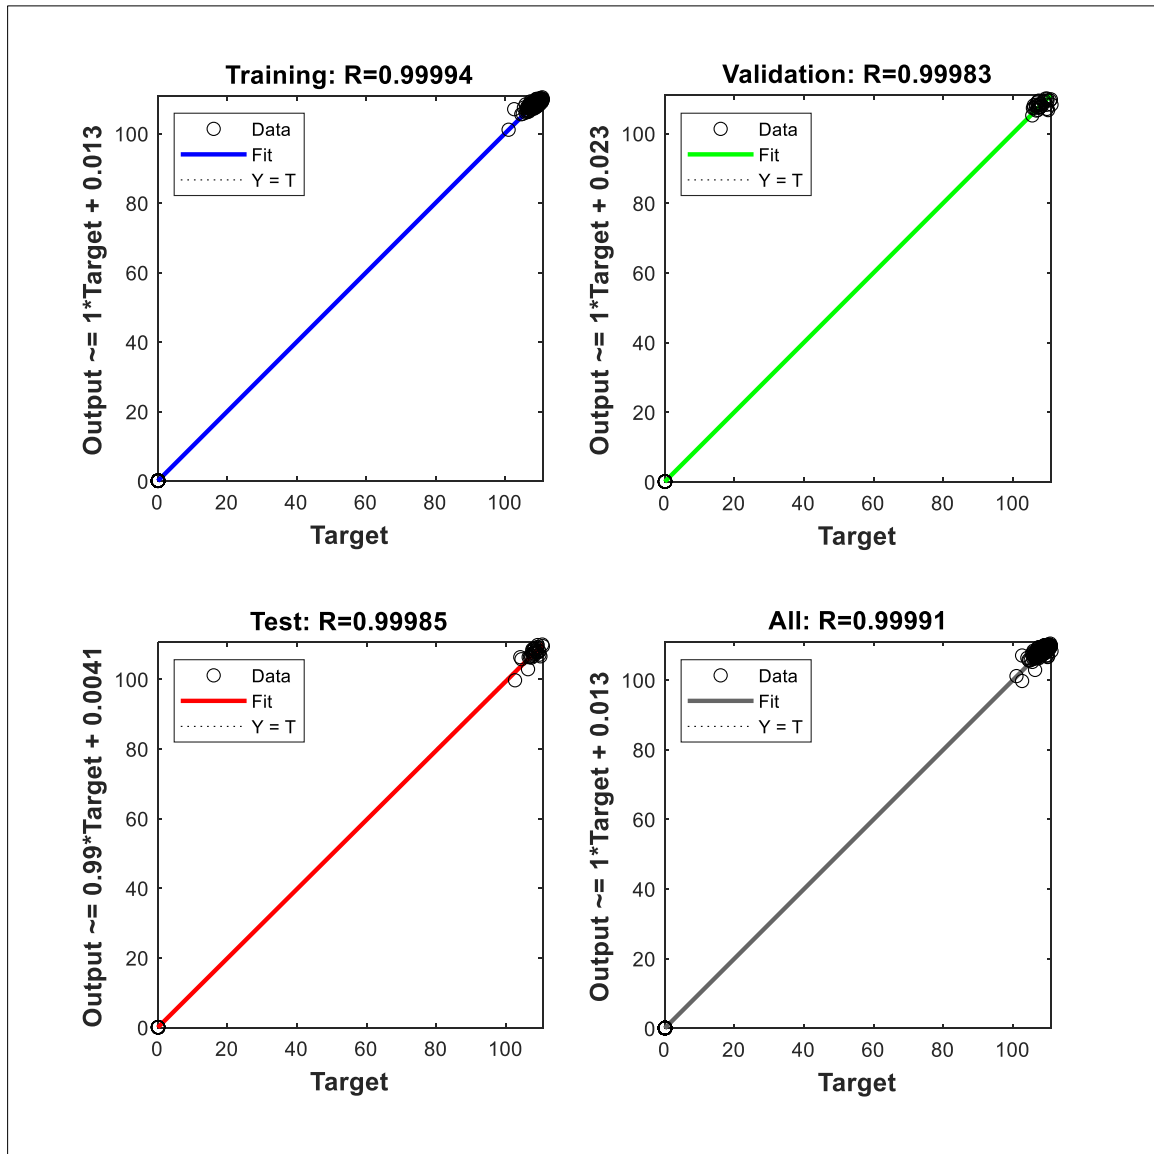 Training: R=0.99994
Output ~= 1*Target + 0.013
Data
Fit
Y = T
100
80
60
40
20
0
0 20 40 60 80 100
Target
Validation: R=0.99983
Output ~= 1*Target + 0.023
Data
Fit
Y = T
100
80
60
40
20
0
0 20 40 60 80 100
Target
Test: R=0.99985
Output ~= 0.99*Target + 0.0041
Data
Fit
Y = T
100
80
60
40
20
0
0 20 40 60 80 100
Target
All: R=0.99991
Output ~= 1*Target + 0.013
Data
Fit
Y = T
100
80
60
40
20
0
0 20 40 60 80 100
Target